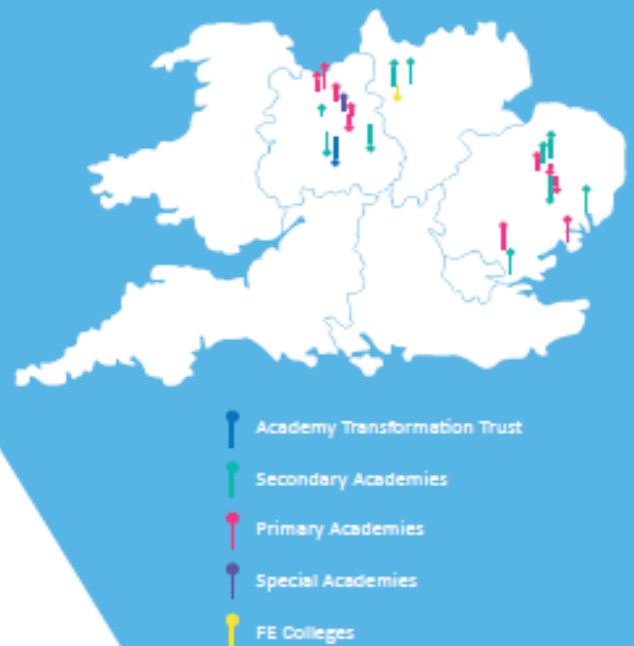 Academy Transformation Trust
Secondary Academies
Primary Academies
Special Academies
FE Colleges